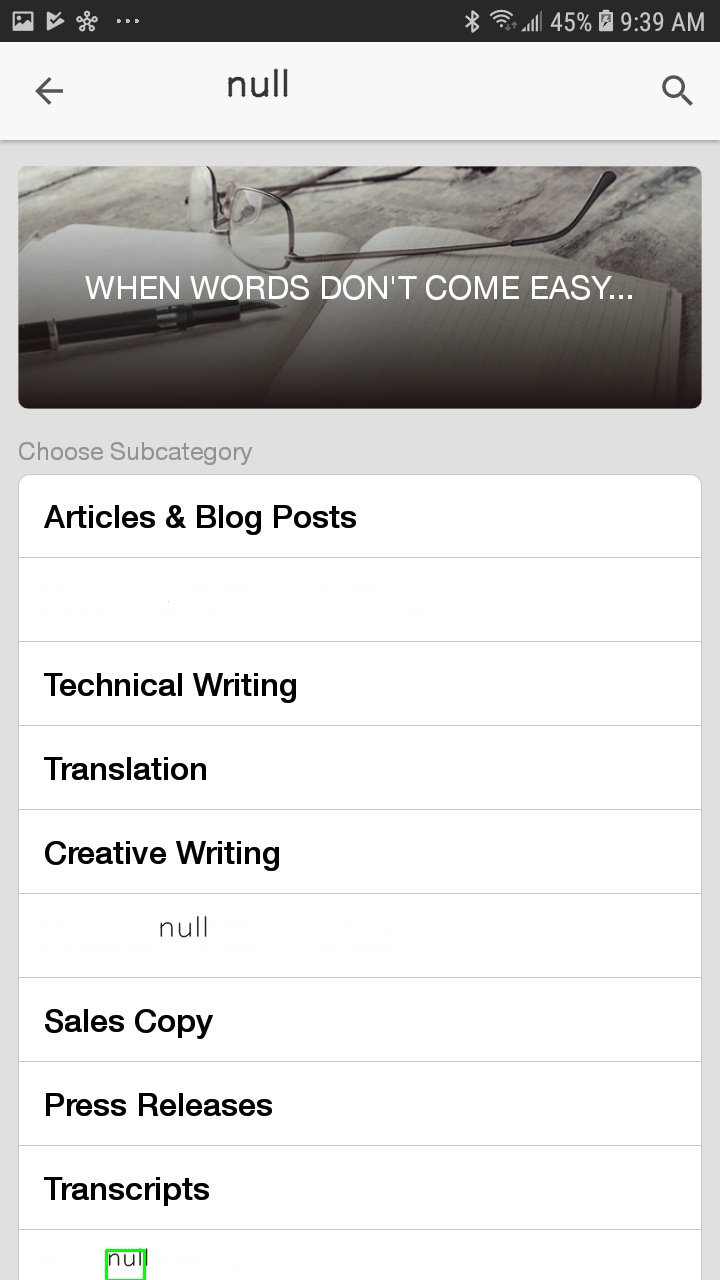 45% 9:39 AM
null
WHEN WORDS DON'T COME EASY...
Choose Subcategory
Articles & Blog Posts
Technical Writing
Translation
Creative Writing
null
Sales Copy
Press Releases
Transcripts
null